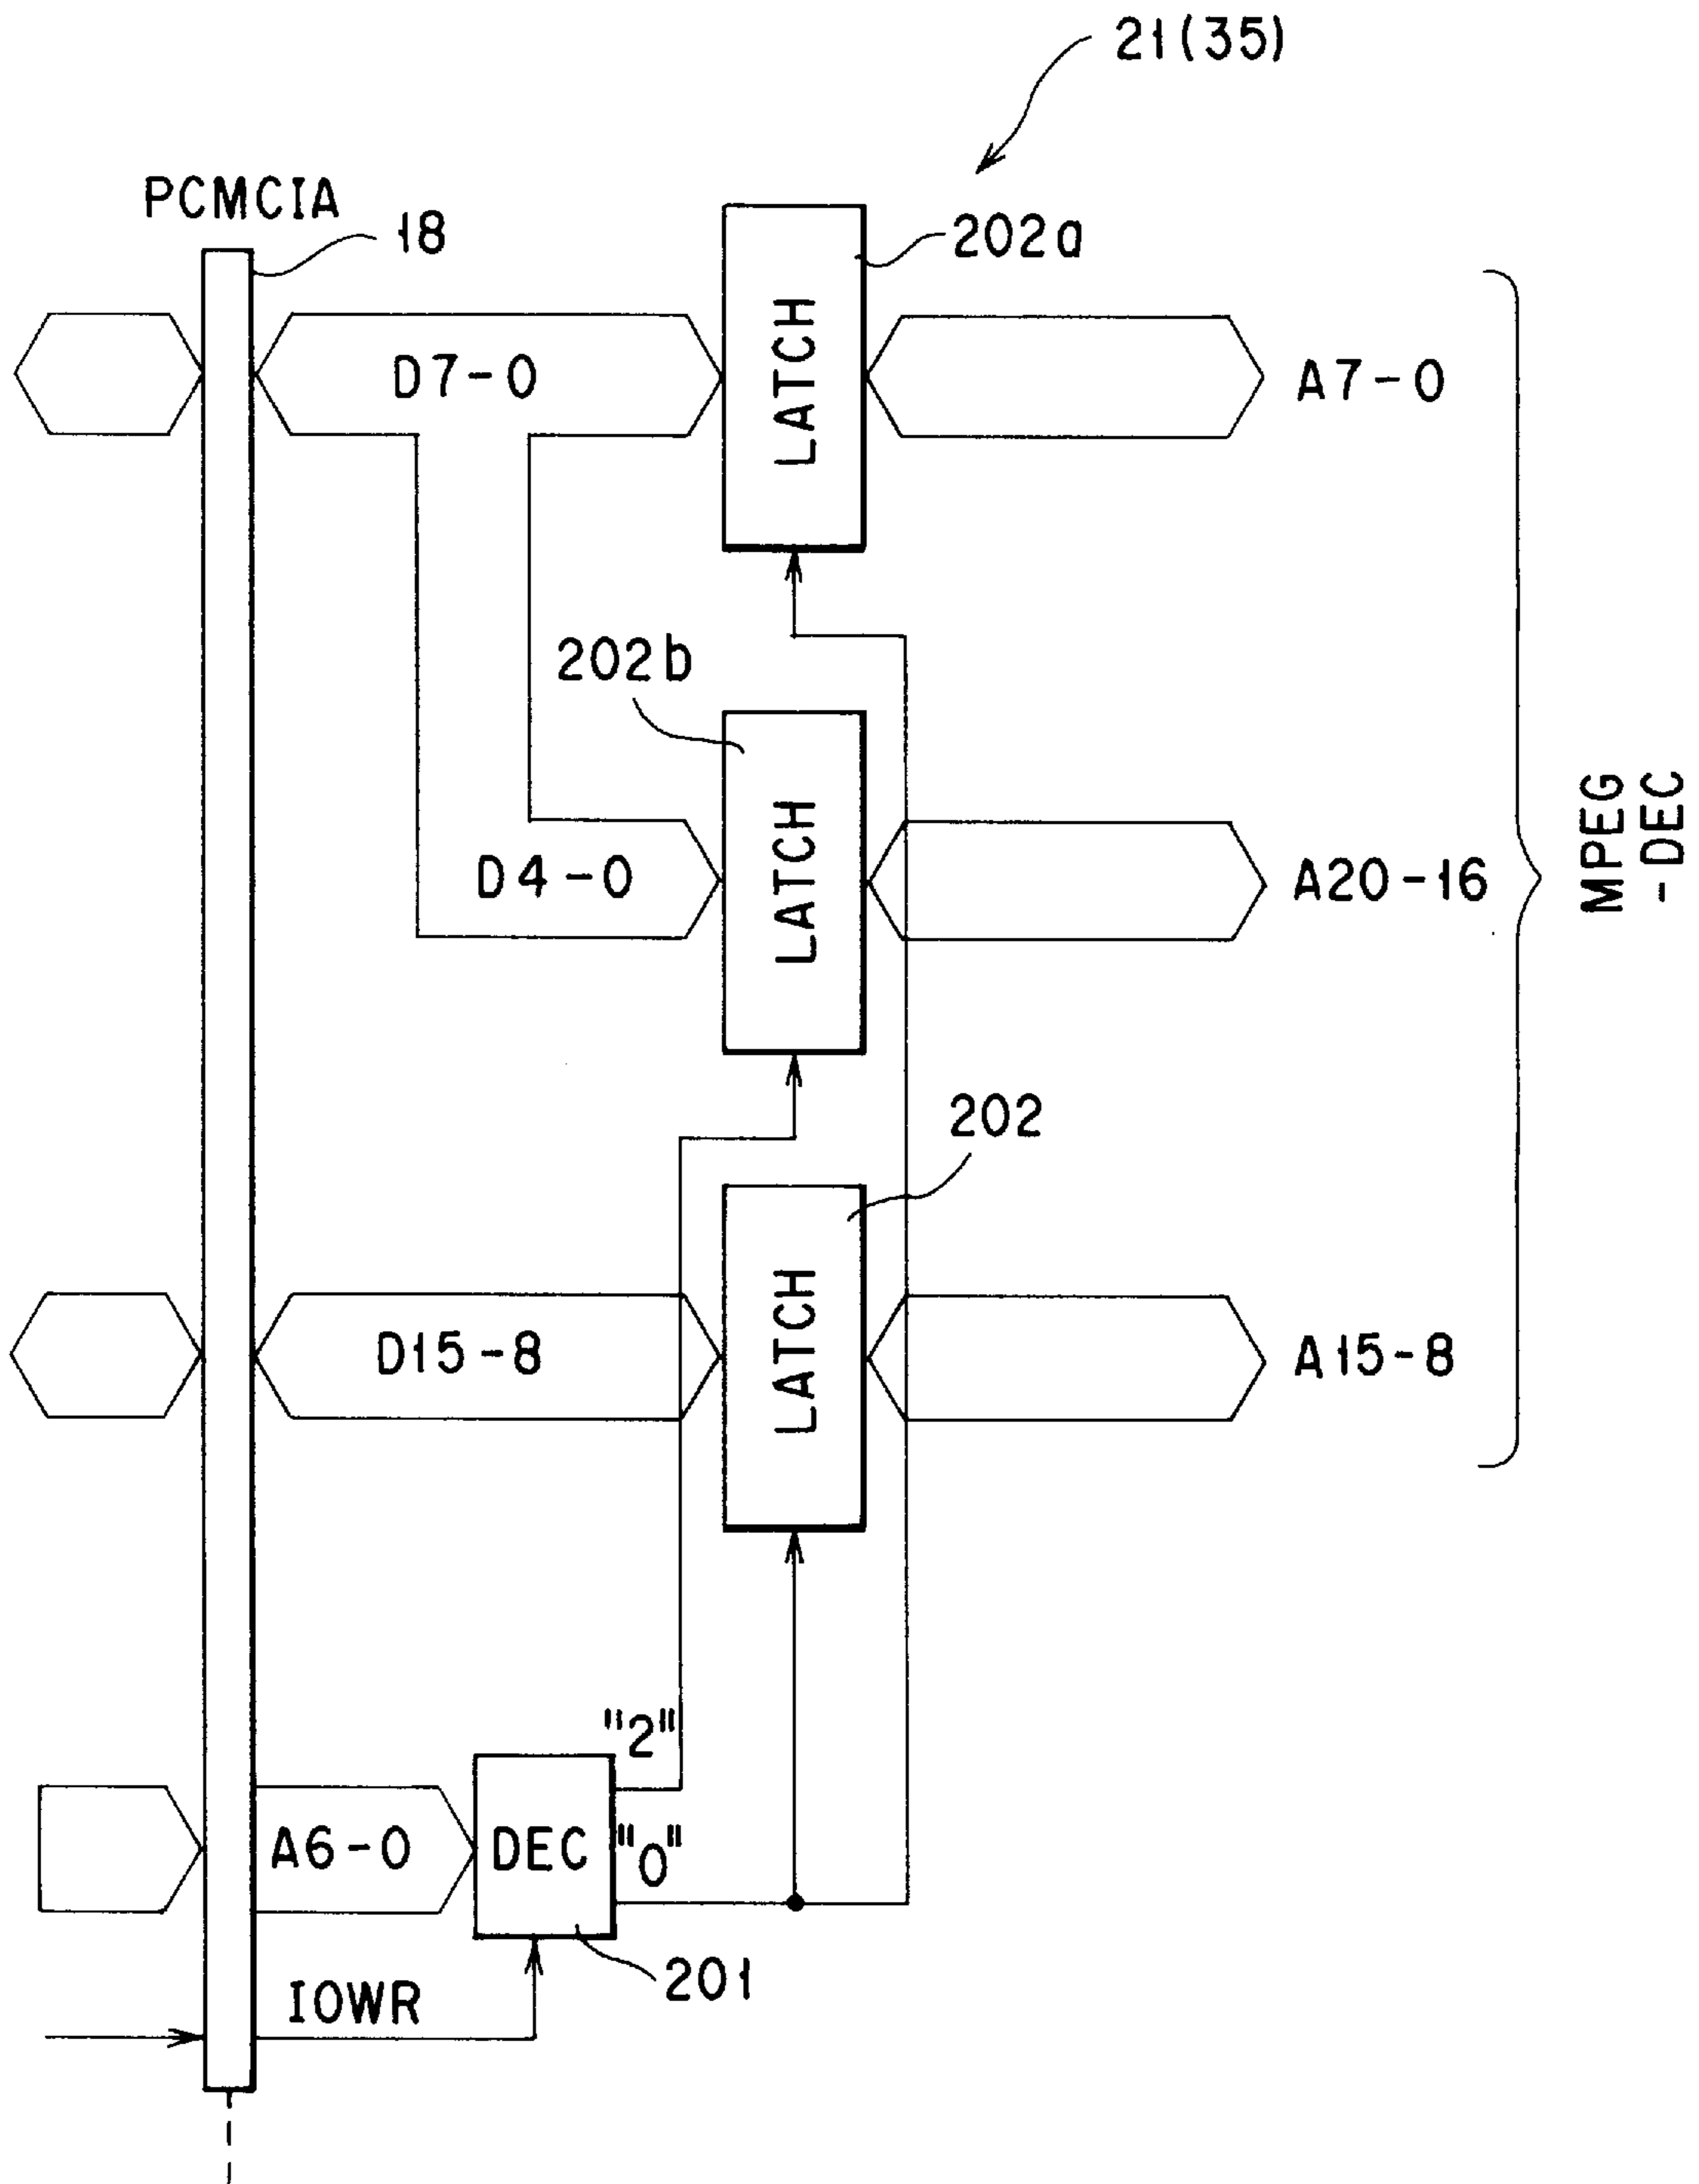 21(35)
PCMCIA
18
202a
LATCH
D7-0
A7-0
202b
LATCH
D4-0
A20-16
MPEG
-DEC
202
LATCH
D15-8
A15-8
"2"
A6-0
DEC
"0"
201
IOWR